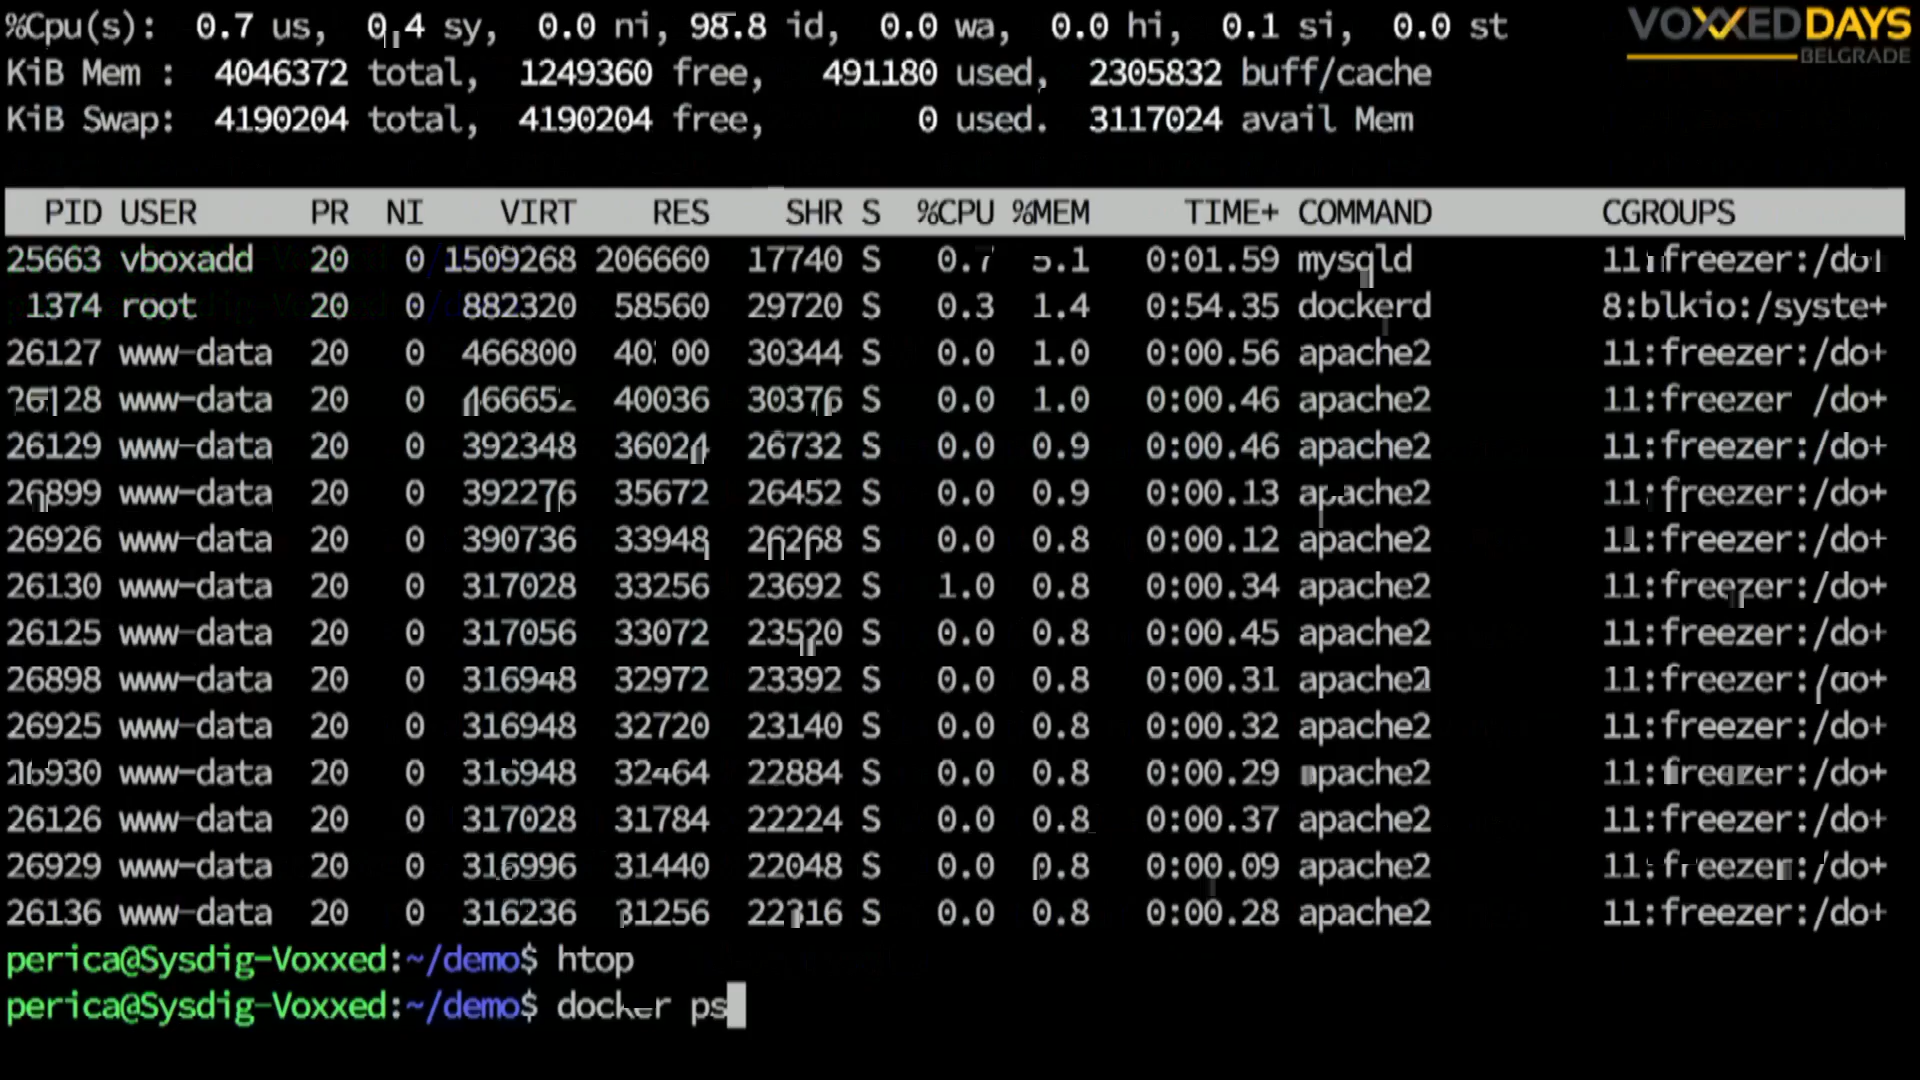 %Cpu(s):  0.7 us,  0.4 sy,  0.0 ni, 98.8 id,  0.0 wa,  0.0 hi,  0.1 si,  0.0 st
VOXXED DAYS
BELGRADE
KiB Mem :  4046372 total,  1249360 free,   491180 used,  2305832 buff/cache
KiB Swap:  4190204 total,  4190204 free,        0 used.  3117024 avail Mem
PID USER      PR  NI    VIRT    RES    SHR S  %CPU %MEM     TIME+ COMMAND         CGROUPS
25663 vboxadd   20   0 1509268 206660  17740 S   0.7  5.1   0:01.59 mysqld          11:freezer:/do+
1374 root      20   0  882320  58560  29720 S   0.3  1.4   0:54.35 dockerd         8:blkio:/syste+
26127 www-data  20   0  466800         30344 S   0.0  1.0   0:00.56 apache2         11:freezer:/do+
26128 www-data  20   0  466652  40036  30376 S   0.0  1.0   0:00.46 apache2         11:freezer /do+
26129 www-data  20   0  392348  36024  26732 S   0.0  0.9   0:00.46 apache2         11:freezer:/do+
26899 www-data  20   0  392276  35672  26452 S   0.0  0.9   0:00.13 apache2         11:freezer:/do+
26926 www-data  20   0  390736  33948  26268 S   0.0  0.8   0:00.12 apache2         11:freezer:/do+
26130 www-data  20   0  317028  33256  23692 S   1.0  0.8   0:00.34 apache2         11:freezer:/do+
26125 www-data  20   0  317056  33072  23520 S   0.0  0.8   0:00.45 apache2         11:freezer:/do+
26898 www-data  20   0  316948  32972  23392 S   0.0  0.8   0:00.31 apache2         11:freezer:/do+
26925 www-data  20   0  316948  32720  23140 S   0.0  0.8   0:00.32 apache2         11:freezer:/do+
26930 www-data  20   0  316948  32464  22884 S   0.0  0.8   0:00.29 apache2         11:freezer:/do+
26126 www-data  20   0  317028  31784  22224 S   0.0  0.8   0:00.37 apache2         11:freezer:/do+
26929 www-data  20   0  316996  31440  22048 S   0.0  0.8   0:00.09 apache2         11:freezer:/do+
26136 www-data  20   0  316236  31256  22316 S   0.0  0.8   0:00.28 apache2         11:freezer:/do+
perica@Sysdig-Voxxed:~/demo$ htop
perica@Sysdig-Voxxed:~/demo$ docker ps